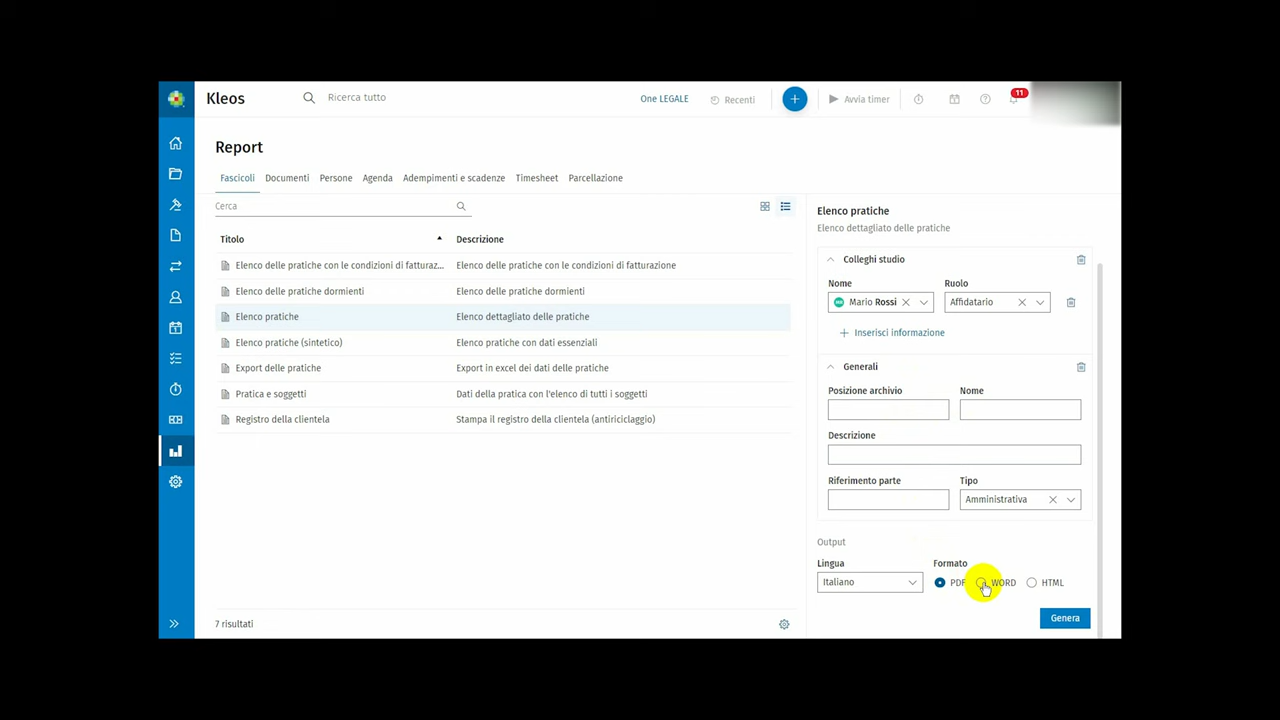 Kleos
Ricerca tutto
One LEGALE
Recenti
Avvia timer
11
Report
Fascicoli
Documenti
Persone
Agenda
Adempimenti e scadenze
Timesheet
Parcellazione
Cerca
Titolo
Descrizione
Elenco delle pratiche con le condizioni di fatturaz...
Elenco delle pratiche con le condizioni di fatturazione
Elenco delle pratiche dormienti
Elenco delle pratiche dormienti
Elenco pratiche
Elenco dettagliato delle pratiche
Elenco pratiche (sintetico)
Elenco pratiche con dati essenziali
Export delle pratiche
Export in excel dei dati delle pratiche
Pratica e soggetti
Dati della pratica con l'elenco di tutti i soggetti
Registro della clientela
Stampa il registro della clientela (antiriciclaggio)
7 risultati
Elenco pratiche
Elenco dettagliato delle pratiche
Colleghi studio
Nome
Ruolo
Mario Rossi
Affidatario
Inserisci informazione
Generali
Posizione archivio
Nome
Descrizione
Riferimento parte
Tipo
Amministrativa
Output
Lingua
Formato
Italiano
PDF
WORD
HTML
Genera